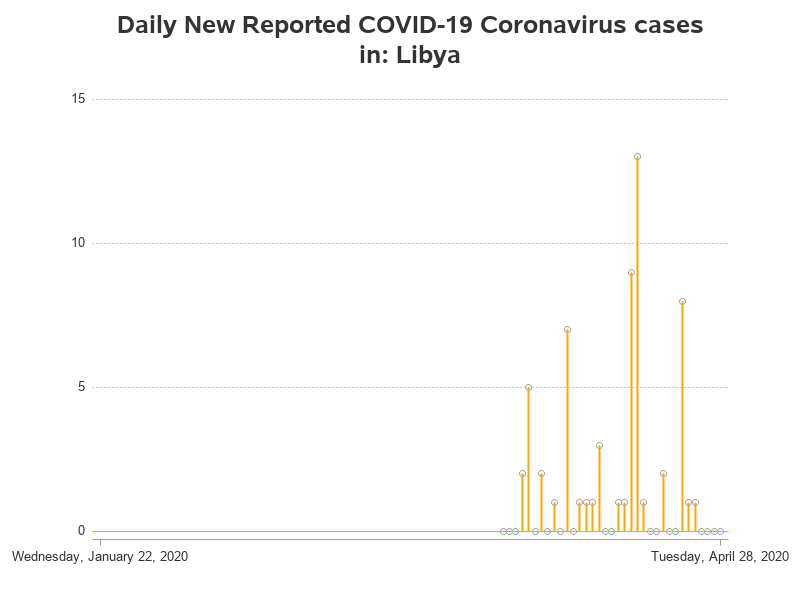 Daily New Reported COVID-19 Coronavirus cases
in: Libya
15
10
5
0
Wednesday, January 22, 2020
Tuesday, April 28, 2020